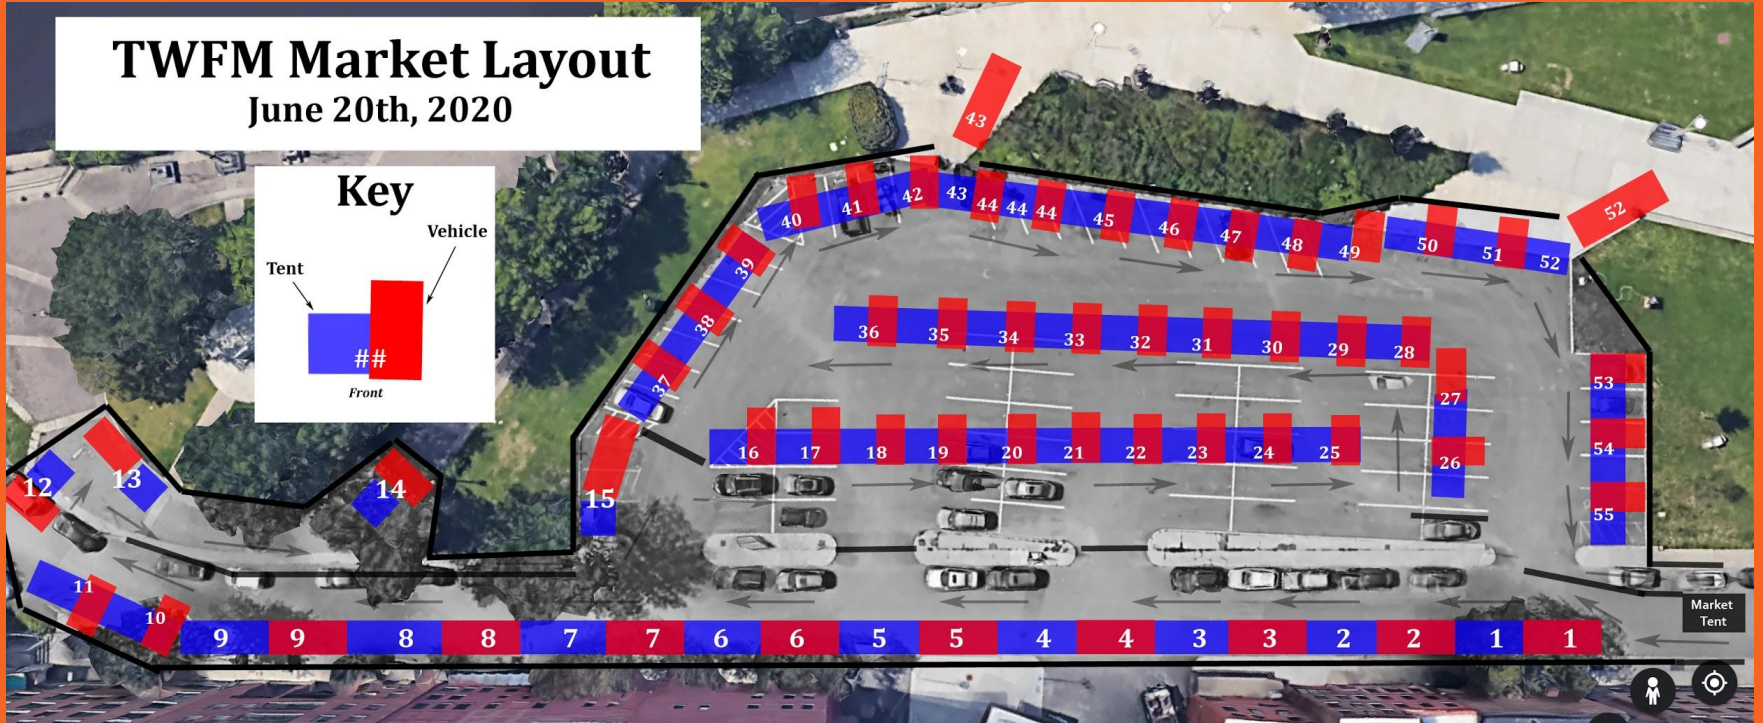 TWFM Market Layout
June 20th, 2020
Key
Vehicle
Tent
##
Front
43
52
40 41 42 43 44 44 44 45 46 47 48 49 50 51 52
39
38
37
36 35 34 33 32 31 30 29 28
27
26
16 17 18 19 20 21 22 23 24 25
53
54
55
12 13 14 15
11
10
9 9 8 8 7 7 6 6 5 5 4 4 3 3 2 2 1 1
Market
Tent